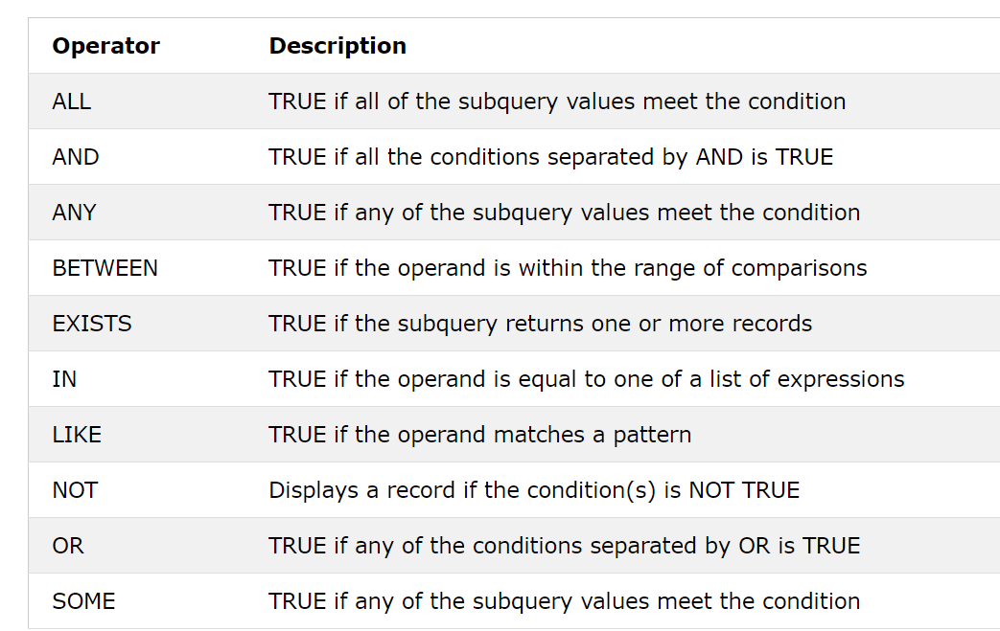 Operator Description
ALL TRUE if all of the subquery values meet the condition
AND TRUE if all the conditions separated by AND is TRUE
ANY TRUE if any of the subquery values meet the condition
BETWEEN TRUE if the operand is within the range of comparisons
EXISTS TRUE if the subquery returns one or more records
IN TRUE if the operand is equal to one of a list of expressions
LIKE TRUE if the operand matches a pattern
NOT Displays a record if the condition(s) is NOT TRUE
OR TRUE if any of the conditions separated by OR is TRUE
SOME TRUE if any of the subquery values meet the condition